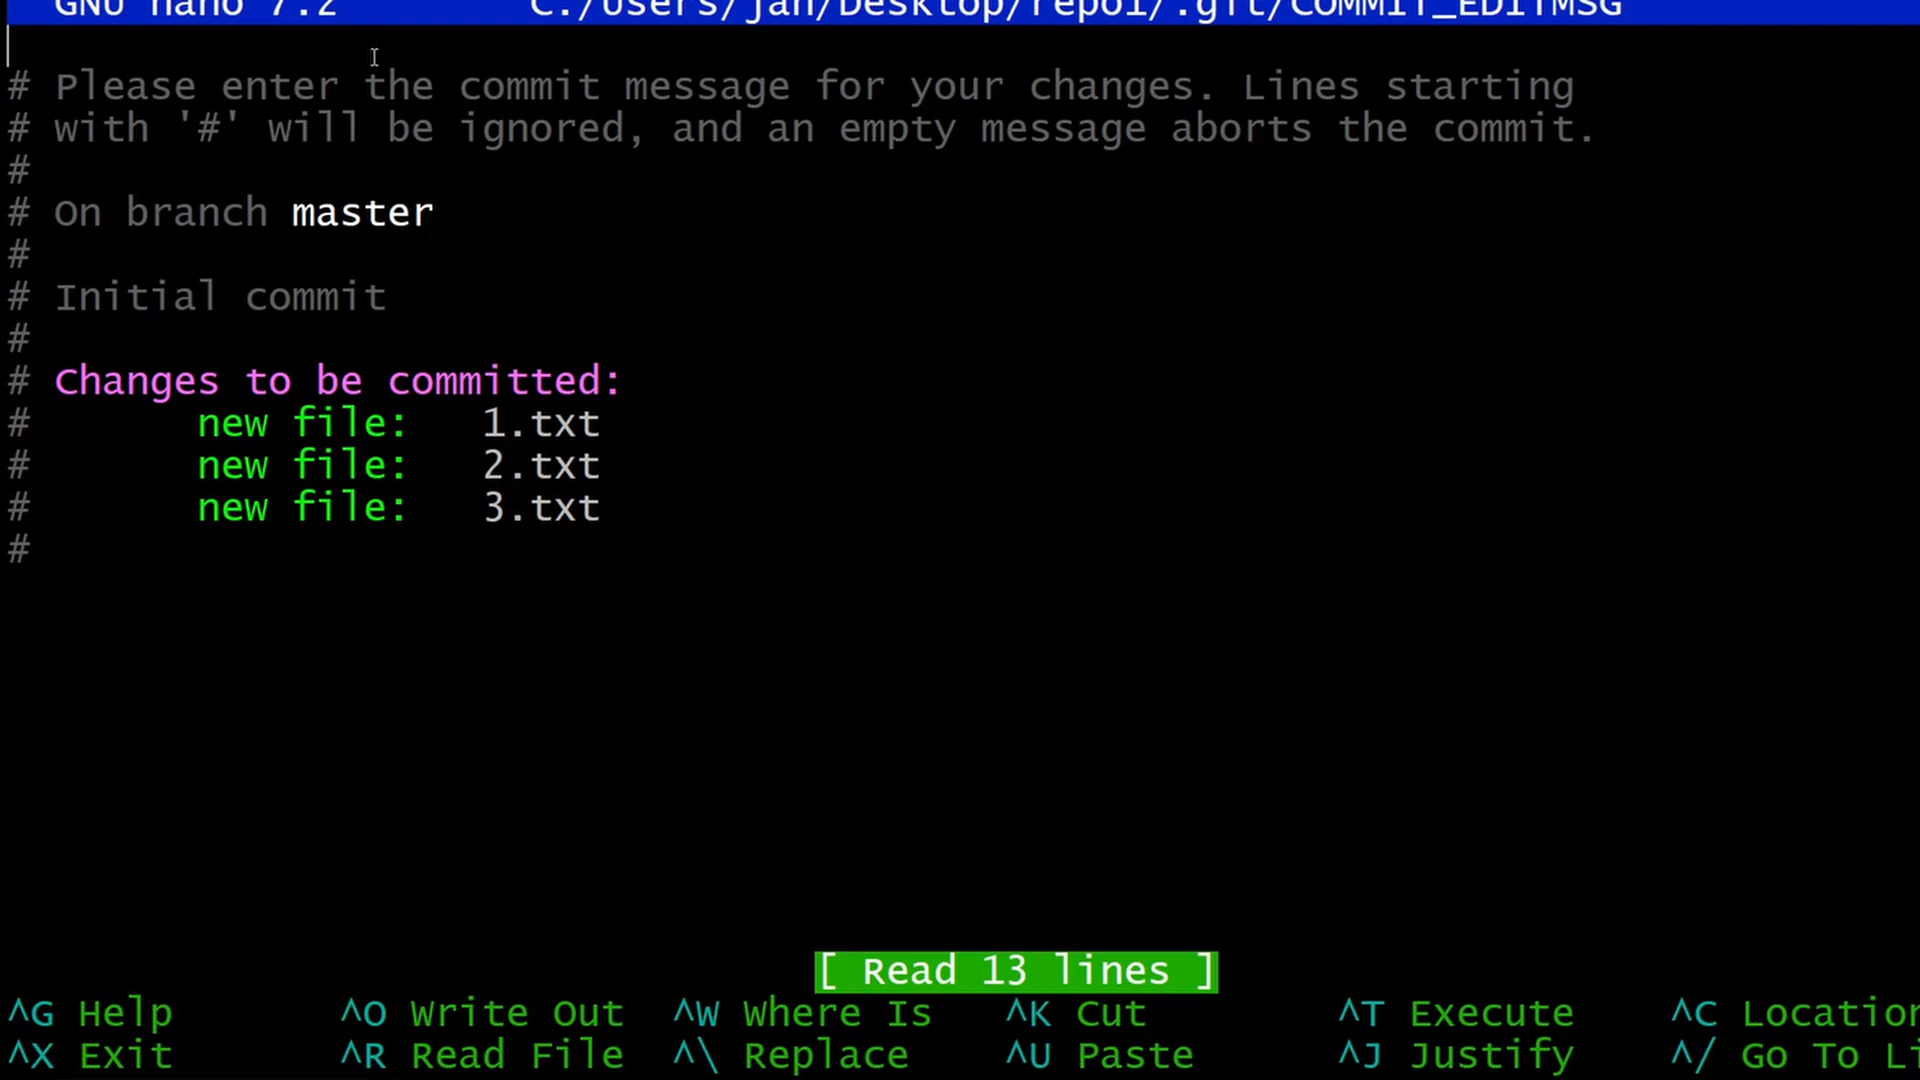 GNU nano 7.2 C:/Users/jan/Desktop/repo1/.git/COMMIT_EDITMSG
# Please enter the commit message for your changes. Lines starting
# with '#' will be ignored, and an empty message aborts the commit.
#
# On branch master
#
# Initial commit
#
# Changes to be committed:
# new file: 1.txt
# new file: 2.txt
# new file: 3.txt
#
[ Read 13 lines ]
^G Help ^O Write Out ^W Where Is ^K Cut ^T Execute ^C Location
^X Exit ^R Read File ^\ Replace ^U Paste ^J Justify ^/ Go To Li